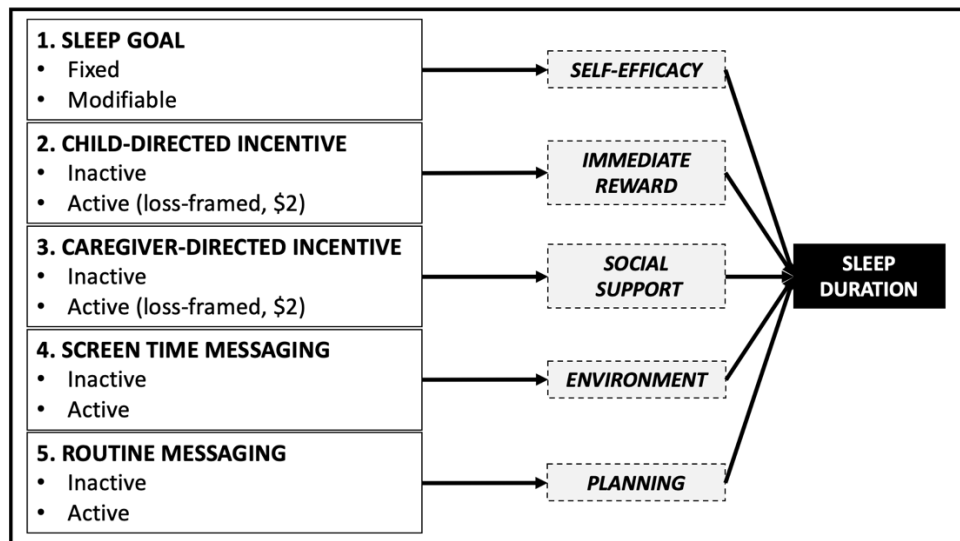 1. SLEEP GOAL
• Fixed
• Modifiable
SELF-EFFICACY
2. CHILD-DIRECTED INCENTIVE
• Inactive
• Active (loss-framed, $2)
IMMEDIATE
REWARD
3. CAREGIVER-DIRECTED INCENTIVE
• Inactive
• Active (loss-framed, $2)
SOCIAL
SUPPORT
SLEEP
DURATION
4. SCREEN TIME MESSAGING
• Inactive
• Active
ENVIRONMENT
5. ROUTINE MESSAGING
• Inactive
• Active
PLANNING